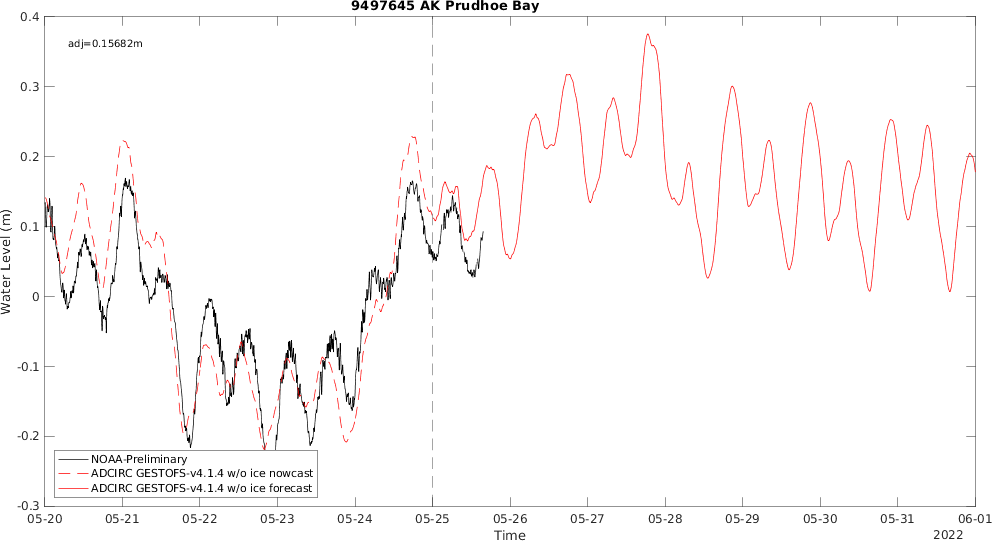 9497645 AK Prudhoe Bay
adj=0.15682m
0.4
0.3
0.2
0.1
0
-0.1
-0.2
-0.3
Water Level (m)
NOAA-Preliminary
ADCIRC GESTOFS-v4.1.4 w/o ice nowcast
ADCIRC GESTOFS-v4.1.4 w/o ice forecast
05-20 05-21 05-22 05-23 05-24 05-25 05-26 05-27 05-28 05-29 05-30 05-31 06-01
Time
2022